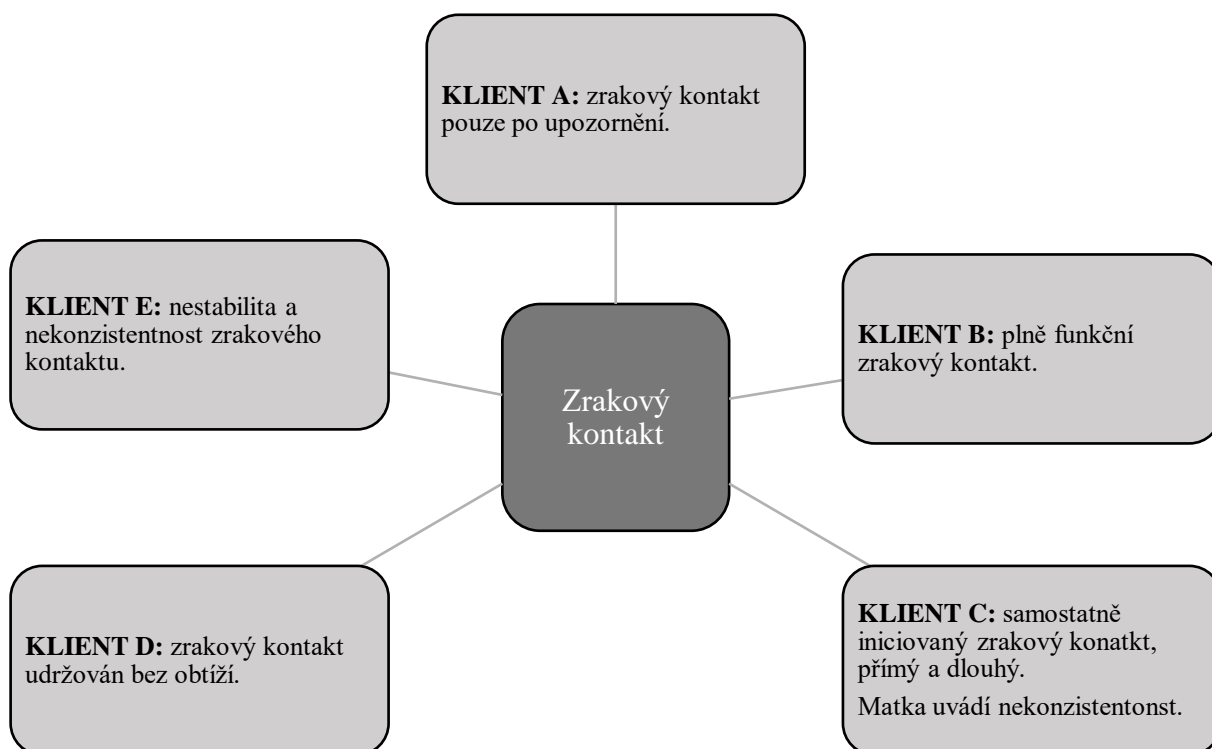 KLIENT A: zrakový kontakt
pouze po upozornění.
KLIENT E: nestabilita a
nekonzistentnost zrakového
kontaktu.
KLIENT B: plně funkční
zrakový kontakt.
Zrakový
kontakt
KLIENT D: zrakový kontakt
udržován bez obtíží.
KLIENT C: samostatně
iniciovaný zrakový konatkt,
přímý a dlouhý.
Matka uvádí nekonzistentonst.